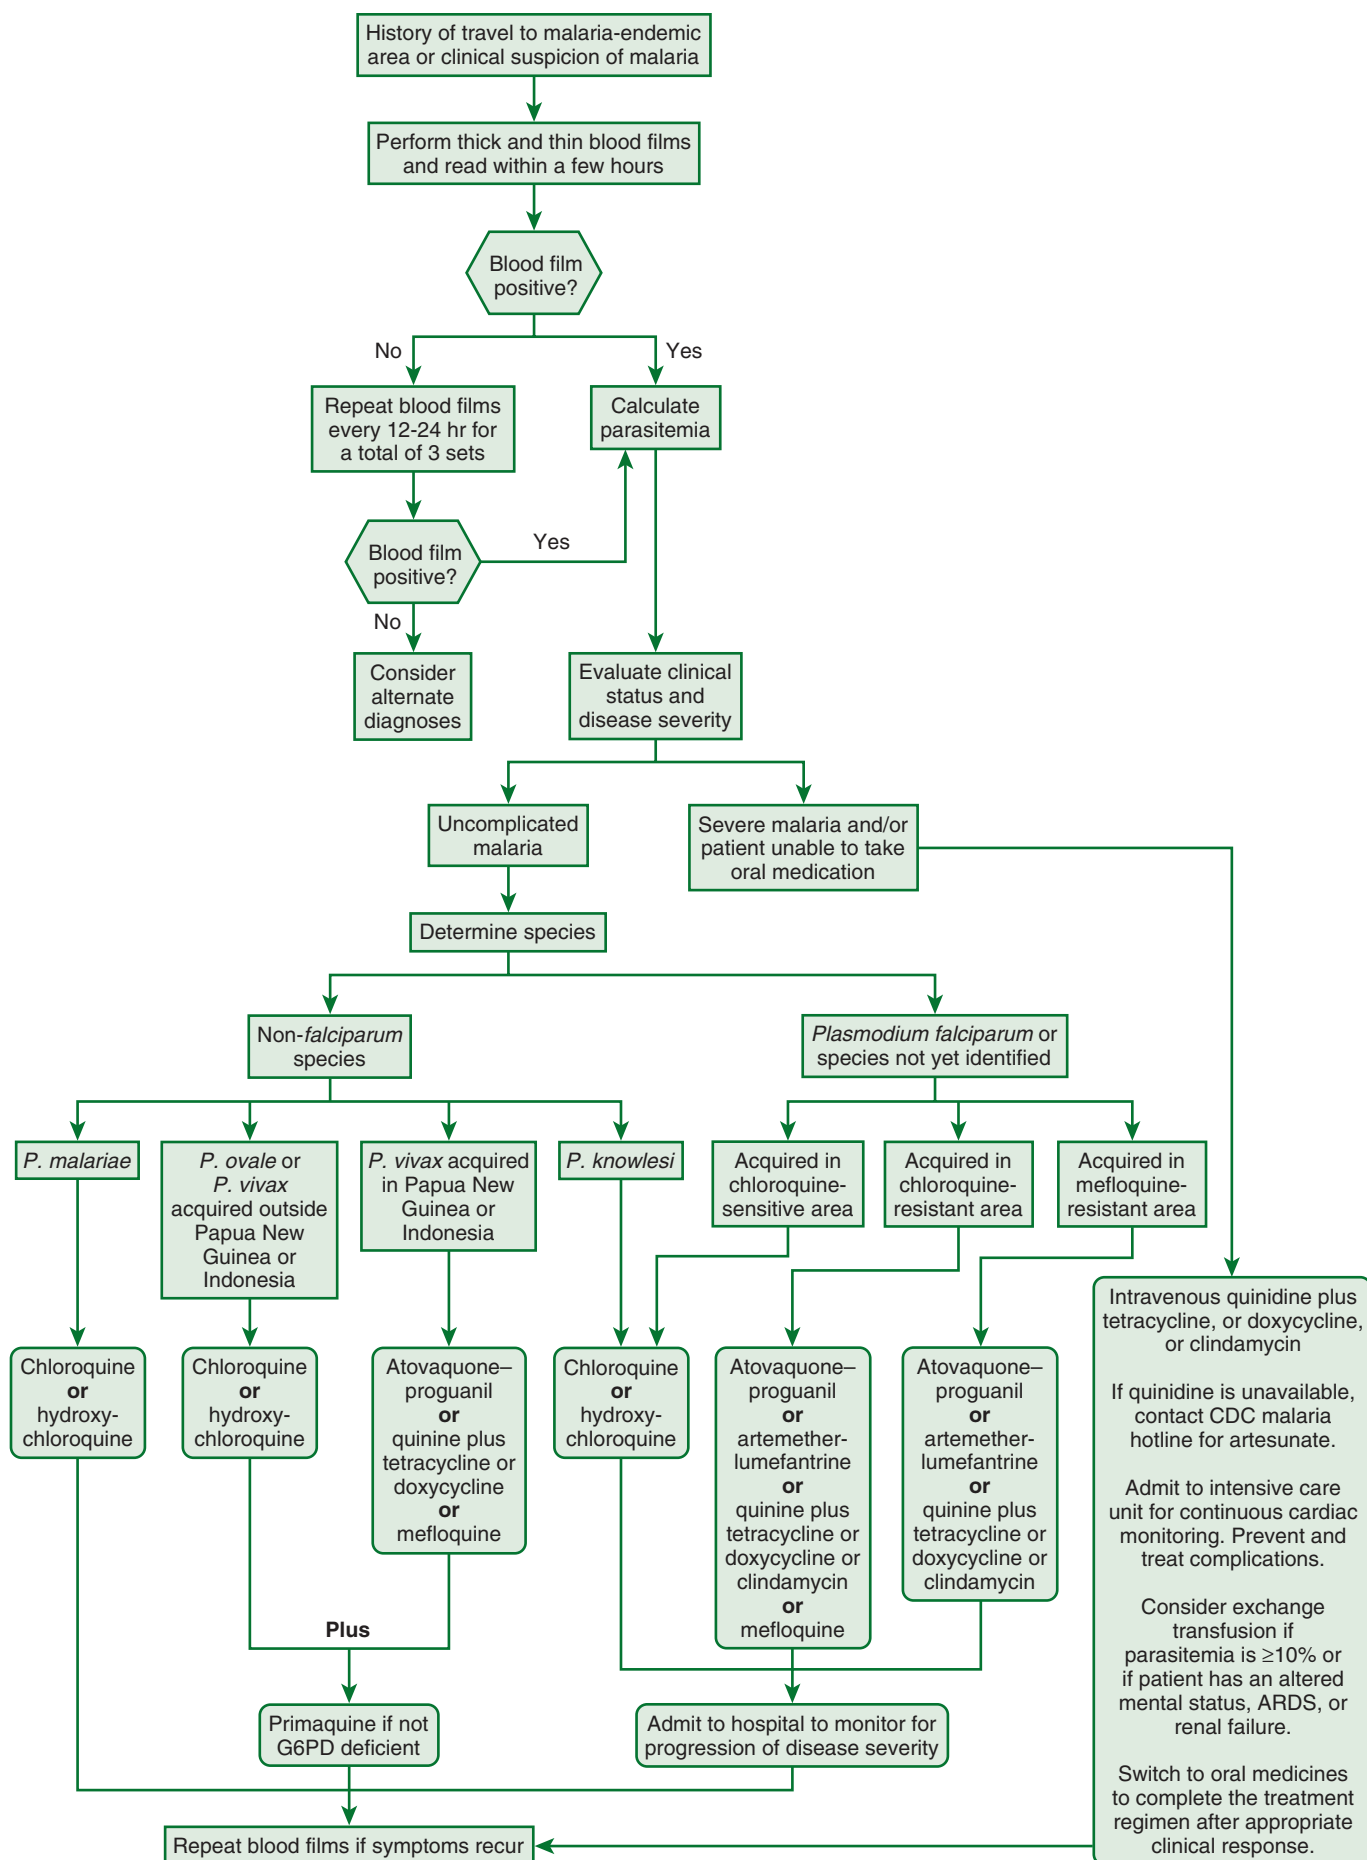 History of travel to malaria-endemic
area or clinical suspicion of malaria
Perform thick and thin blood films
and read within a few hours
Blood film
positive?
No
Yes
Repeat blood films
every 12-24 hr for
a total of 3 sets
Calculate
parasitemia
Blood film
positive?
Yes
No
Consider
alternate
diagnoses
Evaluate clinical
status and
disease severity
Uncomplicated
malaria
Severe malaria and/or
patient unable to take
oral medication
Determine species
Non-falciparum
species
Plasmodium falciparum or
species not yet identified
P. malariae
P. ovale or
P. vivax
acquired outside
Papua New
Guinea or
Indonesia
P. vivax acquired
in Papua New
Guinea or
Indonesia
P. knowlesi
Acquired in
chloroquine-
sensitive area
Acquired in
chloroquine-
resistant area
Acquired in
mefloquine-
resistant area
Chloroquine
or
hydroxy-
chloroquine
Chloroquine
or
hydroxy-
chloroquine
Atovaquone–
proguanil
or
quinine plus
tetracycline or
doxycycline
or
mefloquine
Chloroquine
or
hydroxy-
chloroquine
Atovaquone–
proguanil
or
artemether-
lumefantrine
or
quinine plus
tetracycline or
doxycycline or
clindamycin
or
mefloquine
Atovaquone–
proguanil
or
artemether-
lumefantrine
or
quinine plus
tetracycline or
doxycycline or
clindamycin
Intravenous quinidine plus
tetracycline, or doxycycline,
or clindamycin
If quinidine is unavailable,
contact CDC malaria
hotline for artesunate.
Admit to intensive care
unit for continuous cardiac
monitoring. Prevent and
treat complications.
Consider exchange
transfusion if
parasitemia is ≥10% or
if patient has an altered
mental status, ARDS, or
renal failure.
Switch to oral medicines
to complete the treatment
regimen after appropriate
clinical response.
Plus
Primaquine if not
G6PD deficient
Admit to hospital to monitor for
progression of disease severity
Repeat blood films if symptoms recur